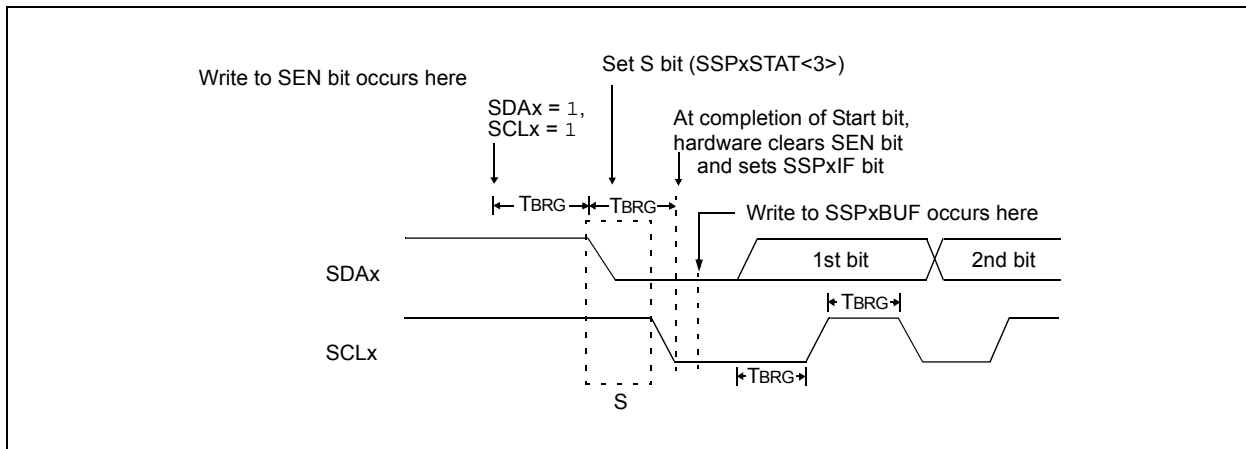 Set S bit (SSPxSTAT<3>)
Write to SEN bit occurs here
SDAx = 1,
SCLx = 1
At completion of Start bit,
hardware clears SEN bit
and sets SSPxIF bit
TBRG
TBRG
Write to SSPxBUF occurs here
SDAx
1st bit
2nd bit
TBRG
SCLx
TBRG
S